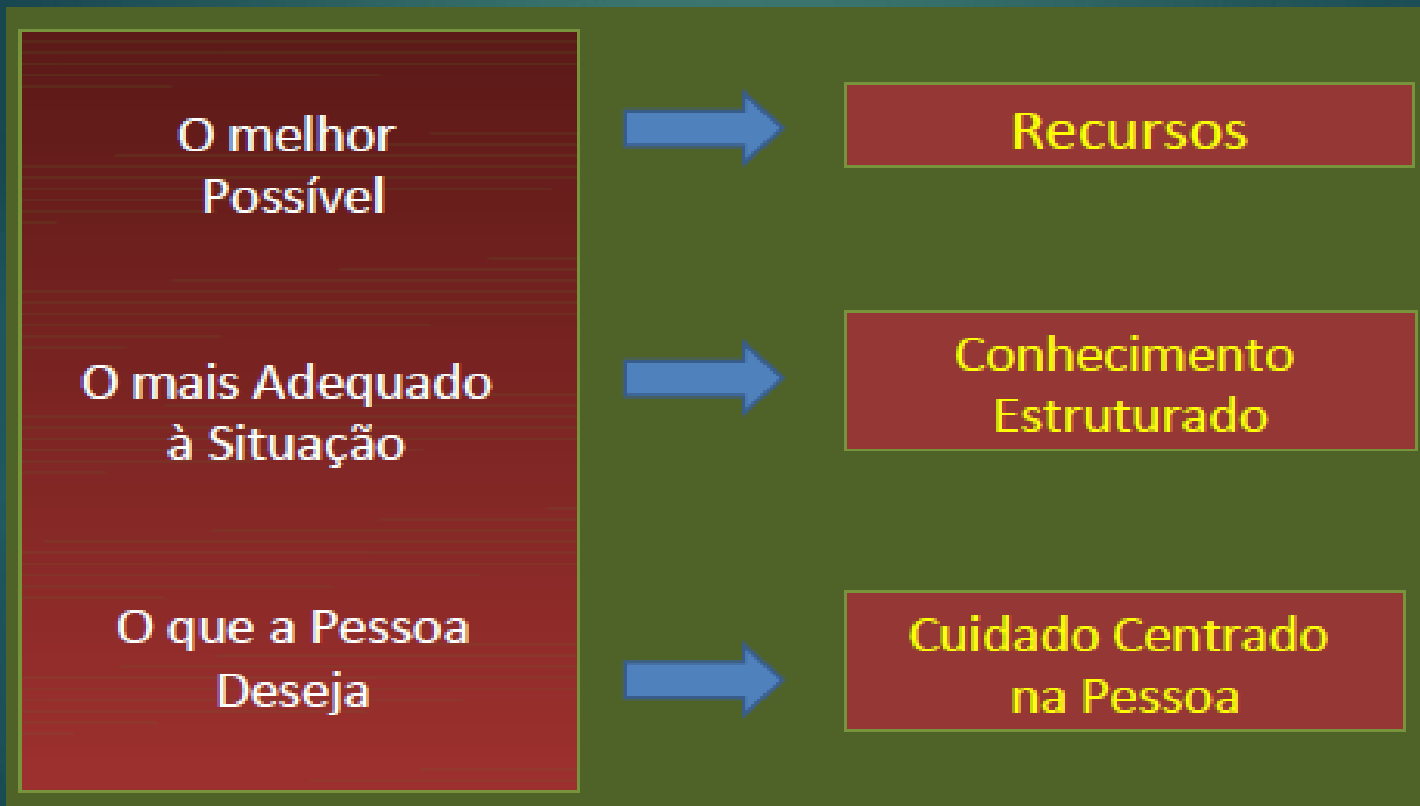 O melhor
Possível
Recursos
O mais Adequado
à Situação
Conhecimento
Estruturado
O que a Pessoa
Deseja
Cuidado Centrado
na Pessoa